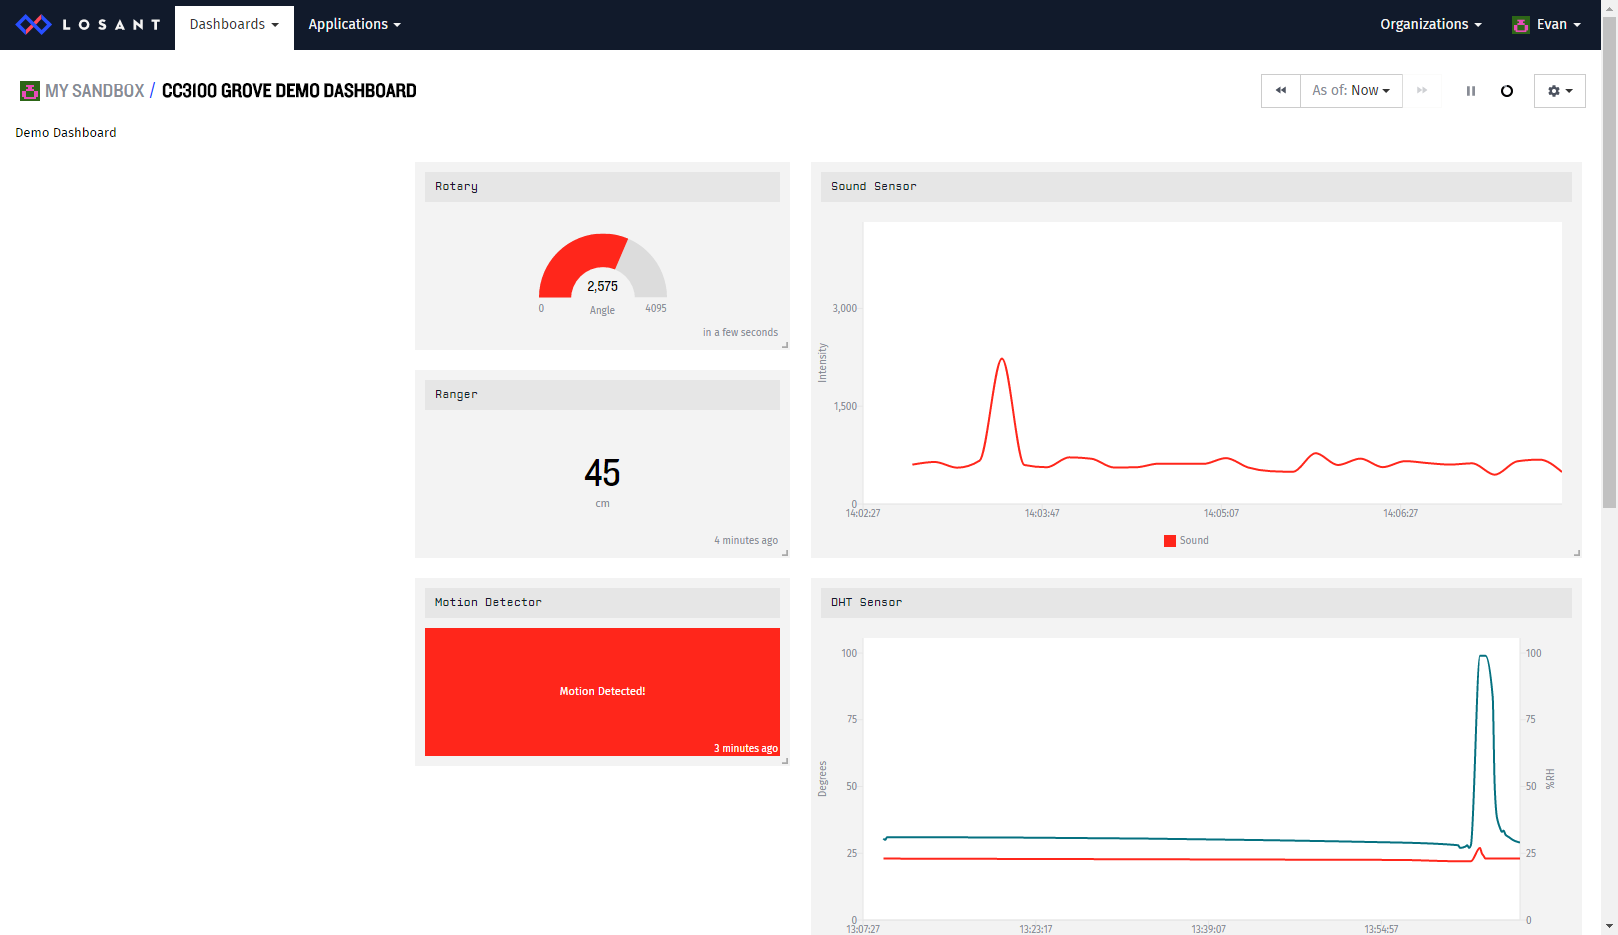 LOSANT Dashboards Applications Organizations Evan
MY SANDBOX / CC3100 GROVE DEMO DASHBOARD As of: Now
Demo Dashboard
Rotary
2,575
0 Angle 4095
in a few seconds
Ranger
45
cm
4 minutes ago
Motion Detector
Motion Detected!
3 minutes ago
Sound Sensor
Intensity
3,000
1,500
0
14:02:27 14:03:47 14:05:07 14:06:27
Sound
DHT Sensor
Degrees
100 100
75 75
50 50
25 25
0 0
%RH
13:07:27 13:23:17 13:39:07 13:54:57